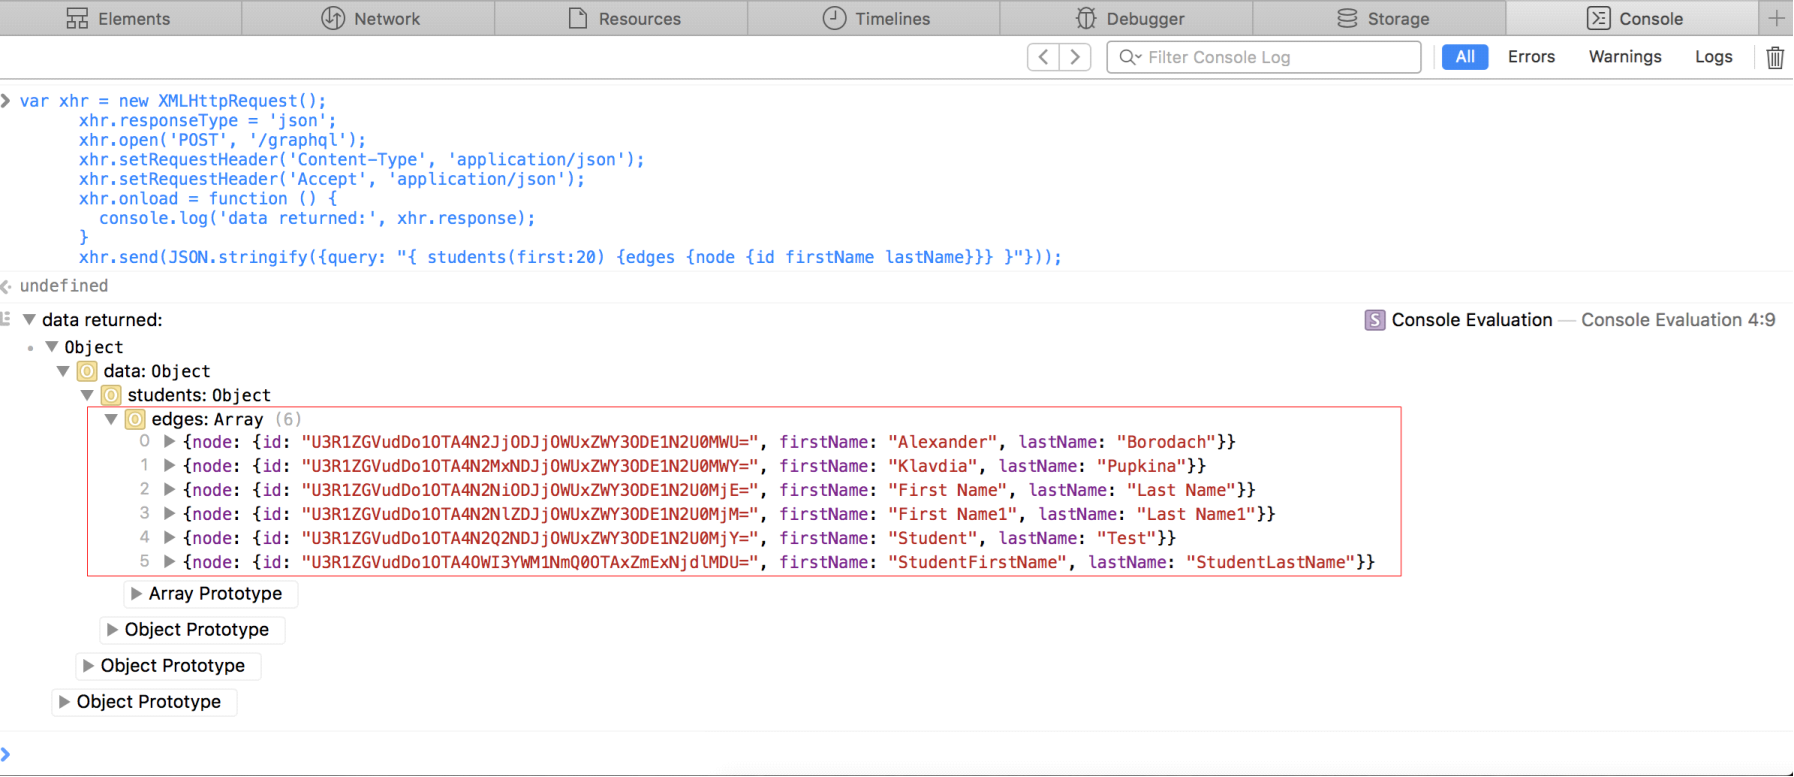 Elements Network Resources Timelines Debugger Storage Console
Filter Console Log All Errors Warnings Logs
var xhr = new XMLHttpRequest();
xhr.responseType = 'json';
xhr.open('POST', '/graphql');
xhr.setRequestHeader('Content-Type', 'application/json');
xhr.setRequestHeader('Accept', 'application/json');
xhr.onload = function () {
console.log('data returned:', xhr.response);
}
xhr.send(JSON.stringify({query: "{ students(first:20) {edges {node {id firstName lastName}}} }"}));
undefined
data returned: S Console Evaluation — Console Evaluation 4:9
Object
O data: Object
O students: Object
O edges: Array (6)
0 {node: {id: "U3R1ZGVudDo1OTA4N2JjODJjOWUxZWY3ODE1N2U0MWU=", firstName: "Alexander", lastName: "Borodach"}}
1 {node: {id: "U3R1ZGVudDo1OTA4N2MxNDJjOWUxZWY3ODE1N2U0MWY=", firstName: "Klavdia", lastName: "Pupkina"}}
2 {node: {id: "U3R1ZGVudDo1OTA4N2NiODJjOWUxZWY3ODE1N2U0MjE=", firstName: "First Name", lastName: "Last Name"}}
3 {node: {id: "U3R1ZGVudDo1OTA4N2NlZDJjOWUxZWY3ODE1N2U0MjM=", firstName: "First Name1", lastName: "Last Name1"}}
4 {node: {id: "U3R1ZGVudDo1OTA4N2Q2NDJjOWUxZWY3ODE1N2U0MjY=", firstName: "Student", lastName: "Test"}}
5 {node: {id: "U3R1ZGVudDo1OTA4OWI3YWM1NmQ0OTAxZmExNjdlMDU=", firstName: "StudentFirstName", lastName: "StudentLastName"}}
Array Prototype
Object Prototype
Object Prototype
Object Prototype